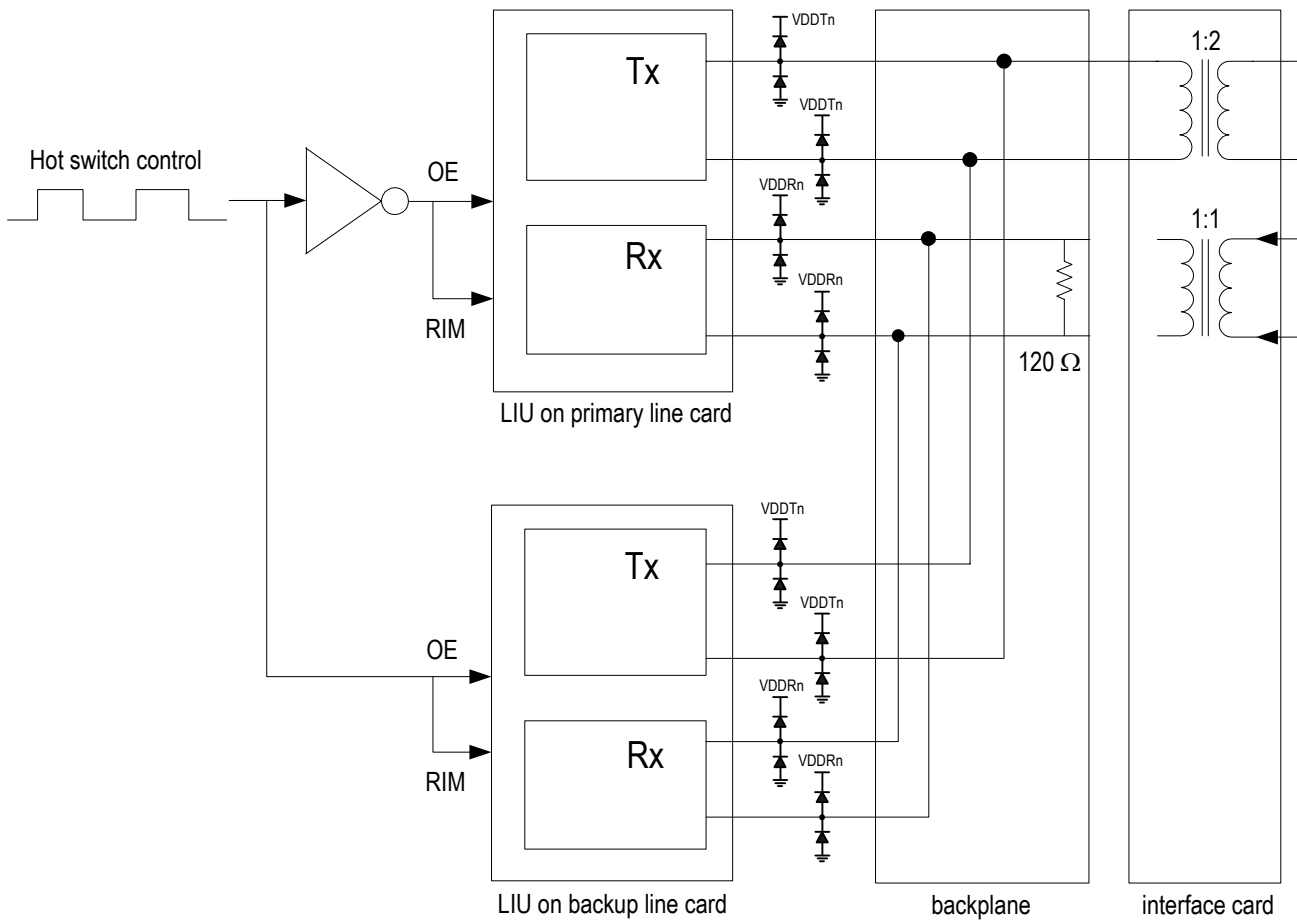 VDDTn
1:2
Tx
VDDTn
Hot switch control
OE
VDDRn
1:1
Rx
VDDRn
RIM
120 Ω
LIU on primary line card
VDDTn
Tx
VDDTn
OE
VDDRn
Rx
VDDRn
RIM
LIU on backup line card
backplane
interface card